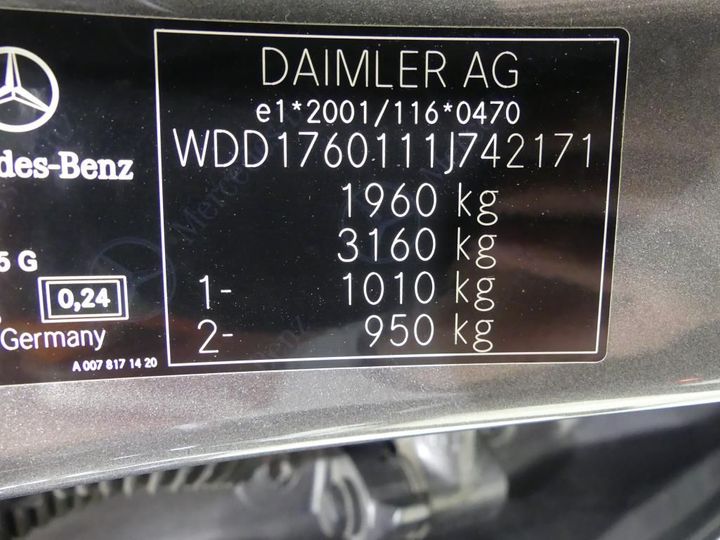 DAIMLER AG
e1*2001/116*0470
WDD1760111J742171
1960 kg
3160 kg
1- 1010 kg
2- 950 kg
des-Benz
5 G
0,24
Germany
A 007 817 14 20